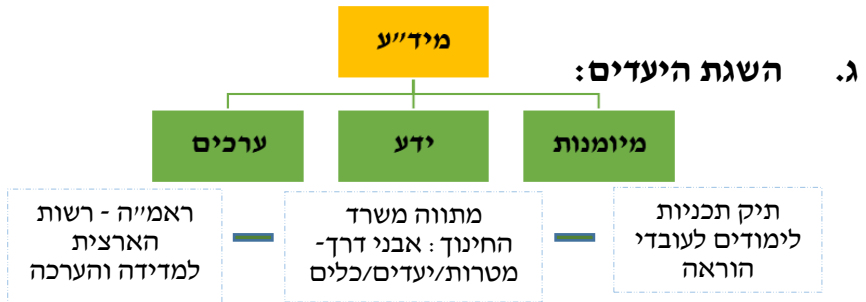 מיד״ע
ג. השגת היעדים:
מיומנות
ידע
ערכים
תיק תכניות
לימודים לעובדי
הוראה
מתווה משרד
החינוך: אבני דרך-
מטרות/יעדים/כלים
ראמ״ה - רשות
הארצית
למדידה והערכה